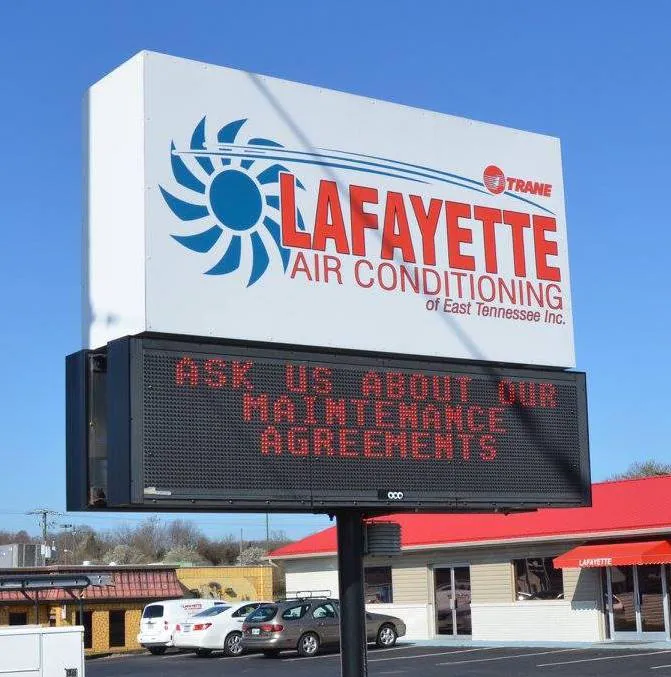 TRANE
LAFAYETTE
AIR CONDITIONING
of East Tennessee Inc.
ASK US ABOUT OUR
MAINTENANCE
AGREEMENTS
LAFAYETTE